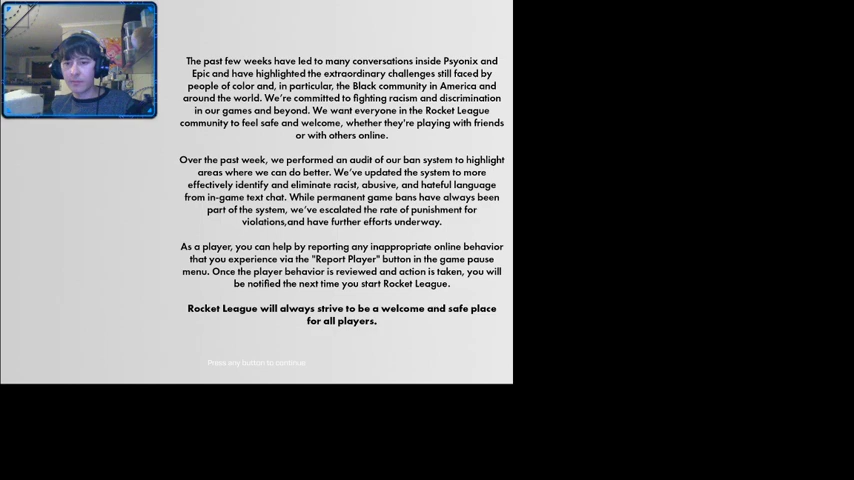 The past few weeks have led to many conversations inside Psyonix and
Epic and have highlighted the extraordinary challenges still faced by
people of color and, in particular, the Black community in America and
around the world. We're committed to fighting racism and discrimination
in our games and beyond. We want everyone in the Rocket League
community to feel safe and welcome, whether they're playing with friends
or with others online.
Over the past week, we performed an audit of our ban system to highlight
areas where we can do better. We've updated the system to more
effectively identify and eliminate racist, abusive, and hateful language
from in-game text chat. While permanent game bans have always been
part of the system, we've escalated the rate of punishment for
violations,and have further efforts underway.
As a player, you can help by reporting any inappropriate online behavior
that you experience via the "Report Player" button in the game pause
menu. Once the player behavior is reviewed and action is taken, you will
be notified the next time you start Rocket League.
Rocket League will always strive to be a welcome and safe place
for all players.
Press any button to continue